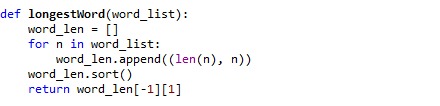 def longestWord(word_list):
    word_len = []
    for n in word_list:
        word_len.append((len(n), n))
    word_len.sort()
    return word_len[-1][1]